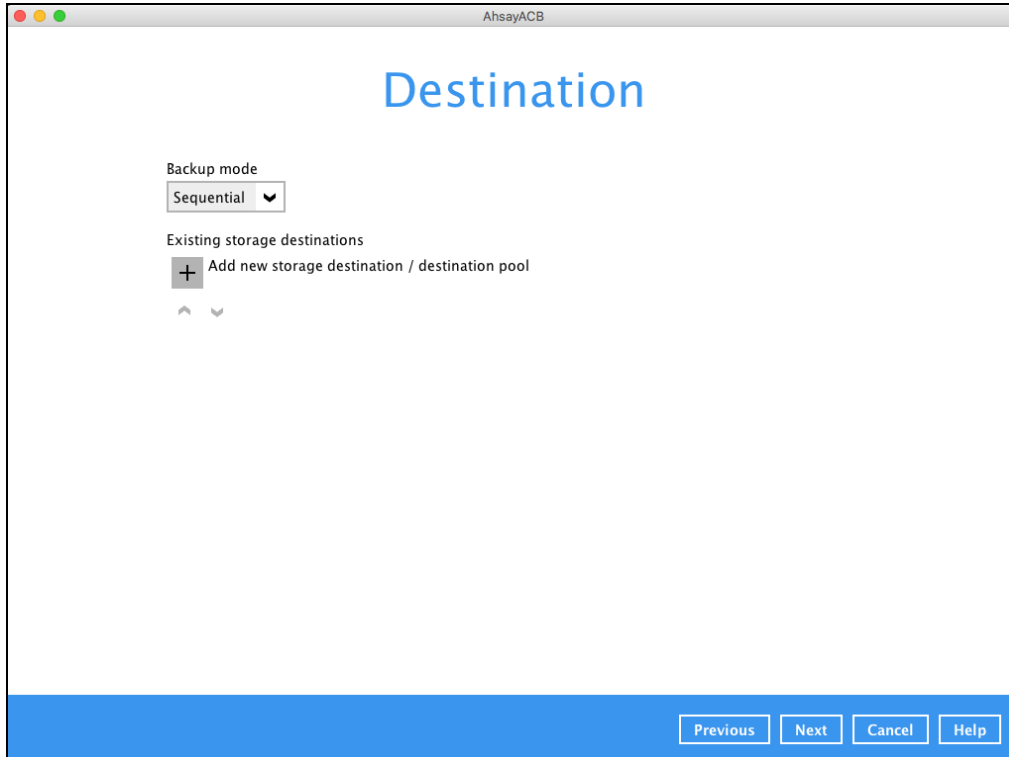 AhsayACB
Destination
Backup mode
Sequential
Existing storage destinations
+ Add new storage destination / destination pool
Previous Next Cancel Help